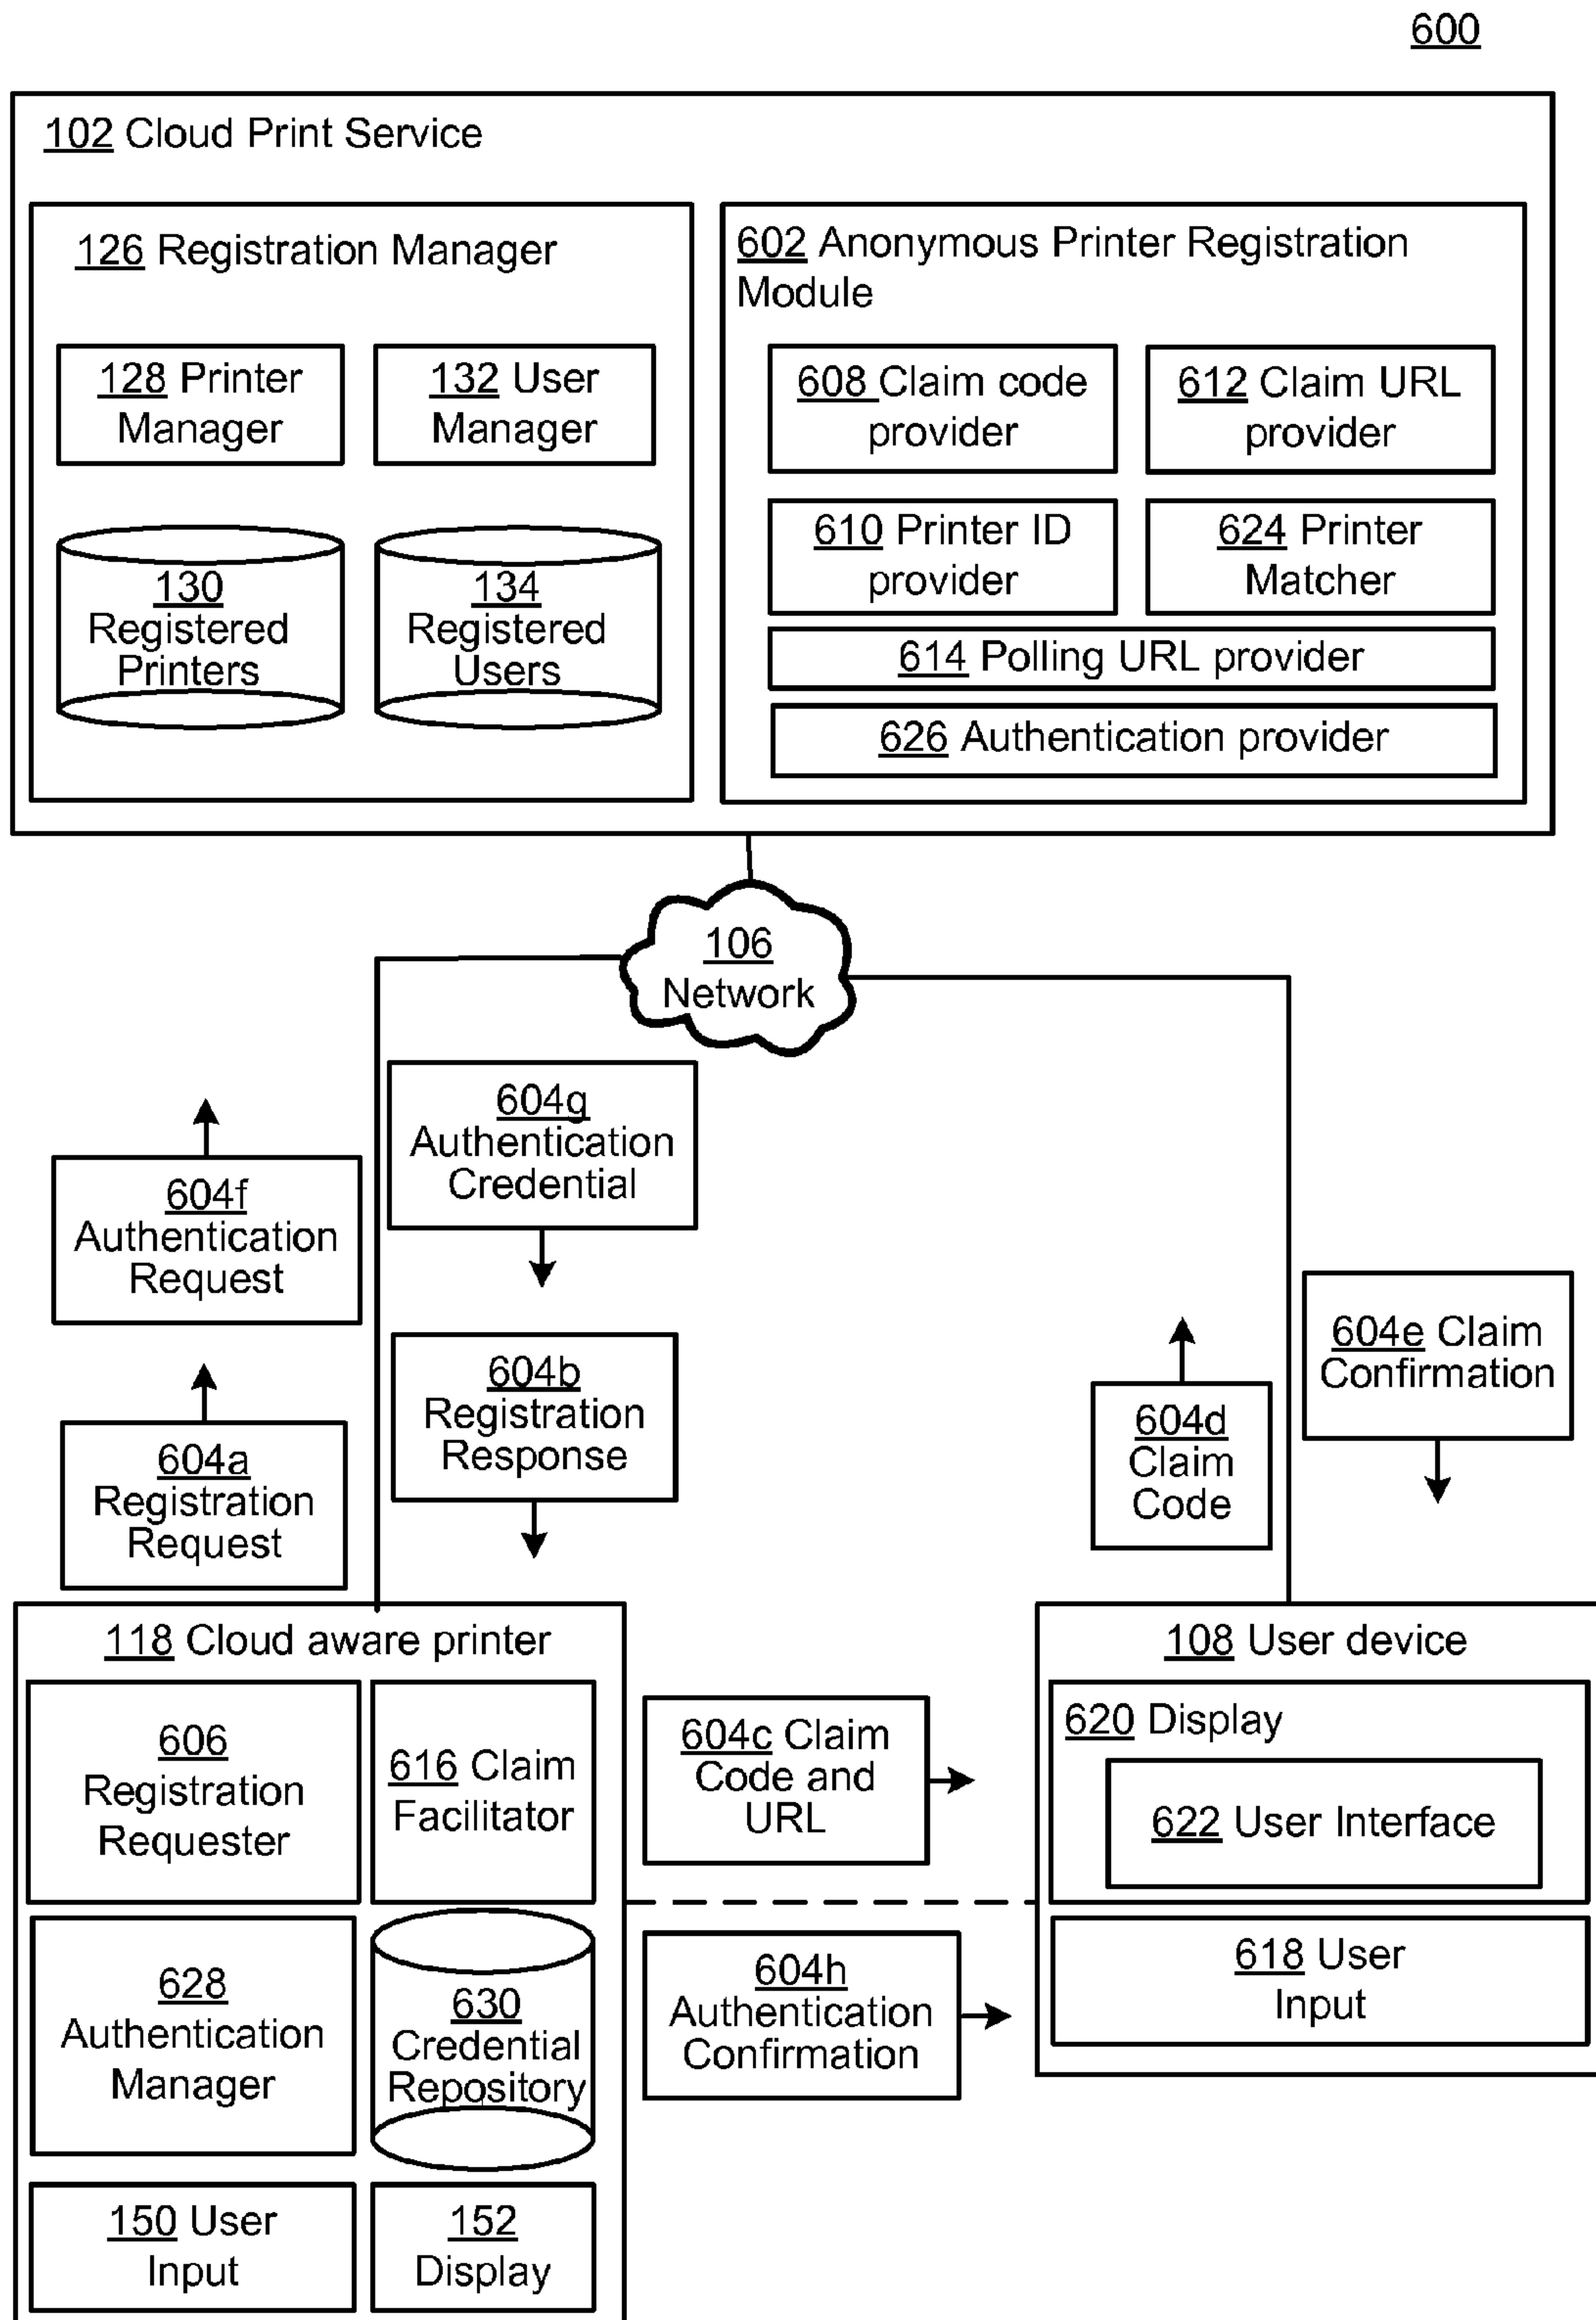 600
102 Cloud Print Service
126 Registration Manager
128 Printer
Manager
132 User
Manager
130
Registered
Printers
134
Registered
Users
602 Anonymous Printer Registration
Module
608 Claim code
provider
612 Claim URL
provider
610 Printer ID
provider
624 Printer
Matcher
614 Polling URL provider
626 Authentication provider
106
Network
604g
Authentication
Credential
604f
Authentication
Request
604b
Registration
Response
604a
Registration
Request
604d
Claim
Code
604e Claim
Confirmation
118 Cloud aware printer
606
Registration
Requester
616 Claim
Facilitator
628
Authentication
Manager
630
Credential
Repository
150 User
Input
152
Display
604c Claim
Code and
URL
604h
Authentication
Confirmation
108 User device
620 Display
622 User Interface
618 User
Input